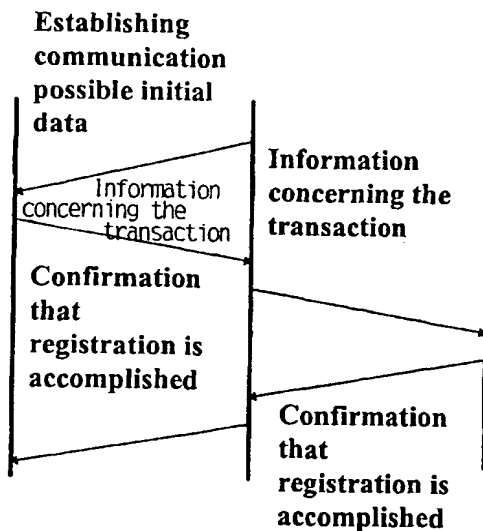 Establishing
communication
possible initial
data
Information
concerning the
transaction
Information
concerning the
transaction
Confirmation
that
registration is
accomplished
Confirmation
that
registration is
accomplished